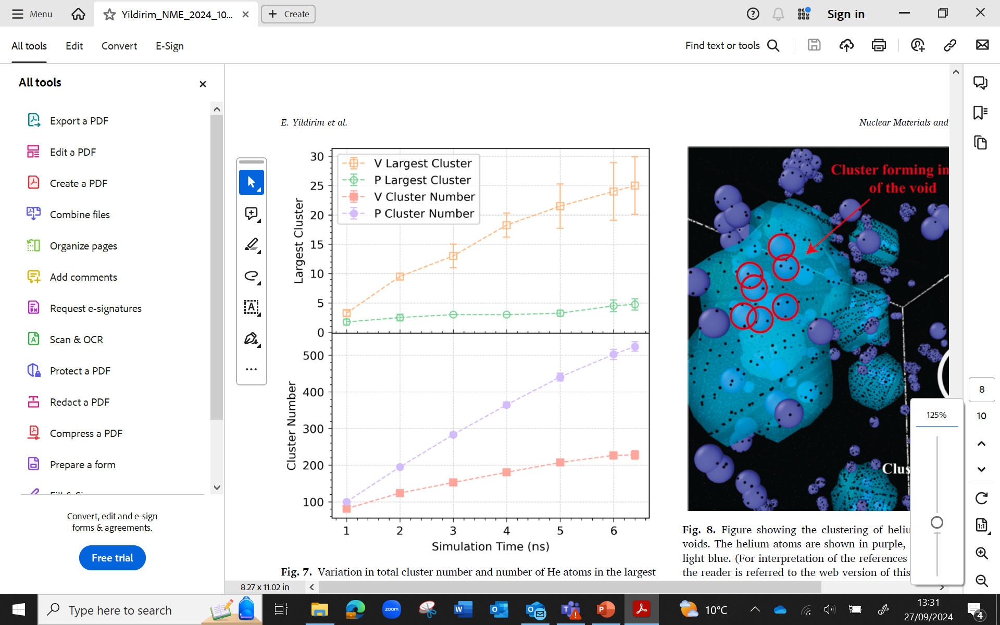 Menu
Yildirim_NME_2024_10...
Create
Sign in
All tools
Edit
Convert
E-Sign
Find text or tools
All tools
Export a PDF
Edit a PDF
Create a PDF
Combine files
Organize pages
Add comments
Request e-signatures
Scan & OCR
Protect a PDF
Redact a PDF
Compress a PDF
Prepare a form
Convert, edit and e-sign
forms & agreements.
Free trial
E. Yildirim et al.
Nuclear Materials and
V Largest Cluster
P Largest Cluster
V Cluster Number
P Cluster Number
Largest Cluster
30
25
20
15
10
5
0
Cluster Number
500
400
300
200
100
1 2 3 4 5 6
Simulation Time (ns)
Fig. 7. Variation in total cluster number and number of He atoms in the largest
Cluster forming in
of the void
Clus
Fig. 8. Figure showing the clustering of heliu
voids. The helium atoms are shown in purple,
light blue. (For interpretation of the references
the reader is referred to the web version of this
8.27 x 11.02 in
125%
8
10
Type here to search
10°C
13:31
27/09/2024
4